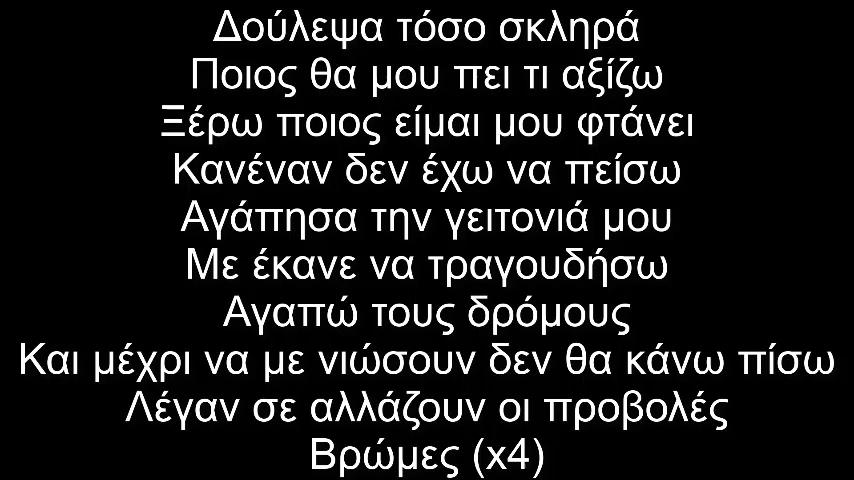 Δούλεψα τόσο σκληρά
Ποιος θα μου πει τι αξίζω
Ξέρω ποιος είμαι μου φτάνει
Κανέναν δεν έχω να πείσω
Αγάπησα την γειτονιά μου
Με έκανε να τραγουδήσω
Αγαπώ τους δρόμους
Και μέχρι να με νιώσουν δεν θα κάνω πίσω
Λέγαν σε αλλάζουν οι προβολές
Βρώμες (x4)